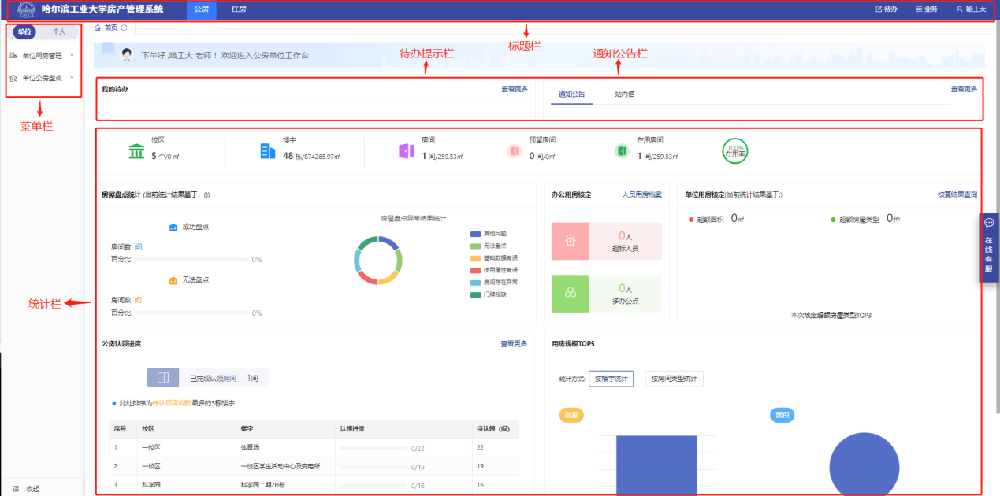 哈尔滨工业大学房产管理系统 公房 住房 待办 业务 哈工大
单位 个人
首页
单位用房管理
单位公房盘点
菜单栏
标题栏
下午好 ,哈工大 老师！ 欢迎进入公房单位工作台
待办提示栏
通知公告栏
我的待办 查看更多
通知公告 站内信 查看更多
校区
5 个/0 ㎡
楼宇
48 栋/874265.97㎡
房间
1 间/259.53㎡
预留房间
0 间/0㎡
在用房间
1 间/259.53㎡
100%
在用率
统计栏
房屋盘点统计 (当前统计结果基于：())
成功盘点
房间数 间
百分比 0%
无法盘点
房间数 间
百分比 0%
房屋盘点异常结果统计
其他问题
无法盘点
基础数据有误
使用属性有误
房间存在异常
门牌残缺
办公用房核定 人员用房档案
0人
超标人员
0人
多办公点
单位用房核定(当前统计结果基于:) 核算结果查询
超额面积 0㎡
超额房屋类型 0种
本次核定超额房屋类型TOP3
在线客服
公房认领进度 查看更多
已完成认领房间 1间
此处排序为待认领房间数最多的5栋楼宇
序号 校区 楼宇 认领进度 待认领（间）
1 一校区 体育场 0/22 22
2 一校区 一校区学生活动中心及变电所 0/19 19
3 科学园 科学园二期2H栋 0/16 16
用房规模TOP5
统计方式: 按楼宇统计 按房间类型统计
数量
面积
收起